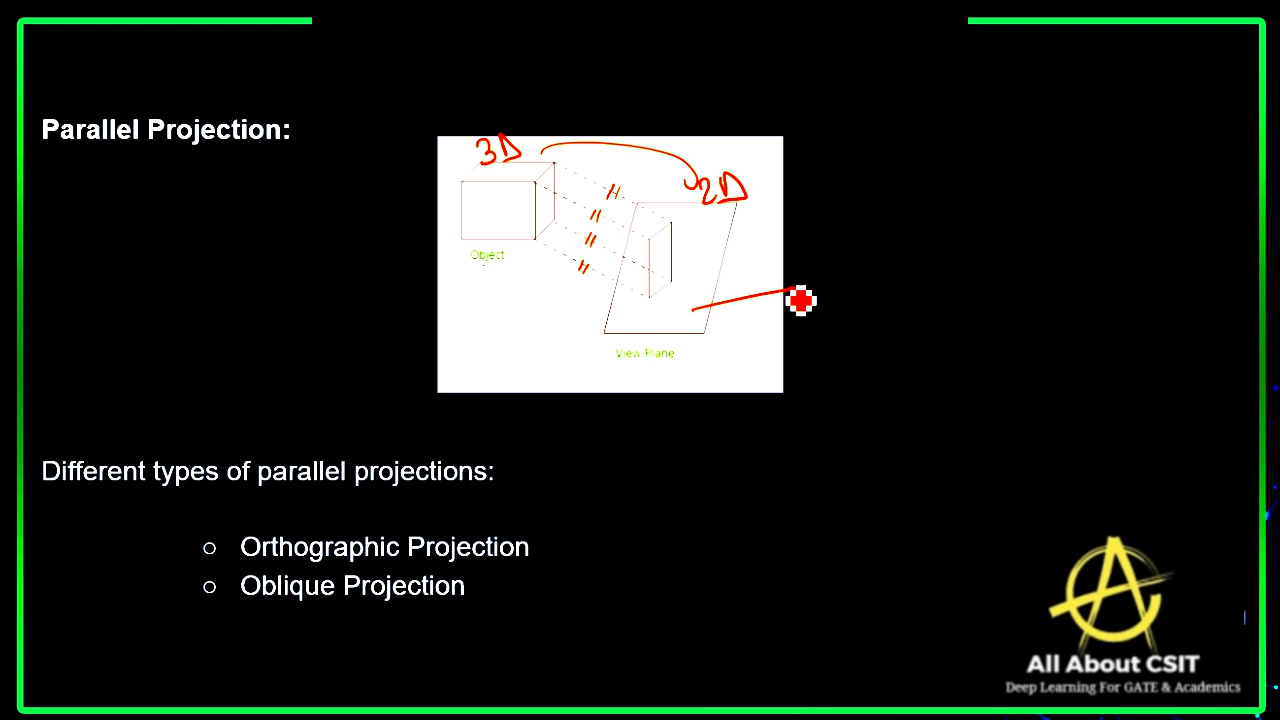 Parallel Projection:
3D
2D
Object
View Plane
Different types of parallel projections:
Orthographic Projection
Oblique Projection
All About CSIT
Deep Learning For GATE & Academics